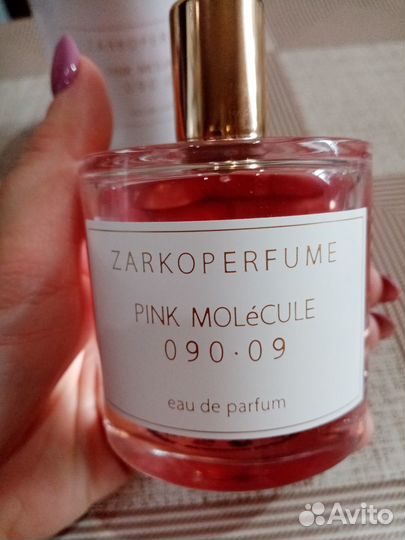 ZARKOPERFUME
PINK MOLéCULE
090·09
eau de parfum
Avito